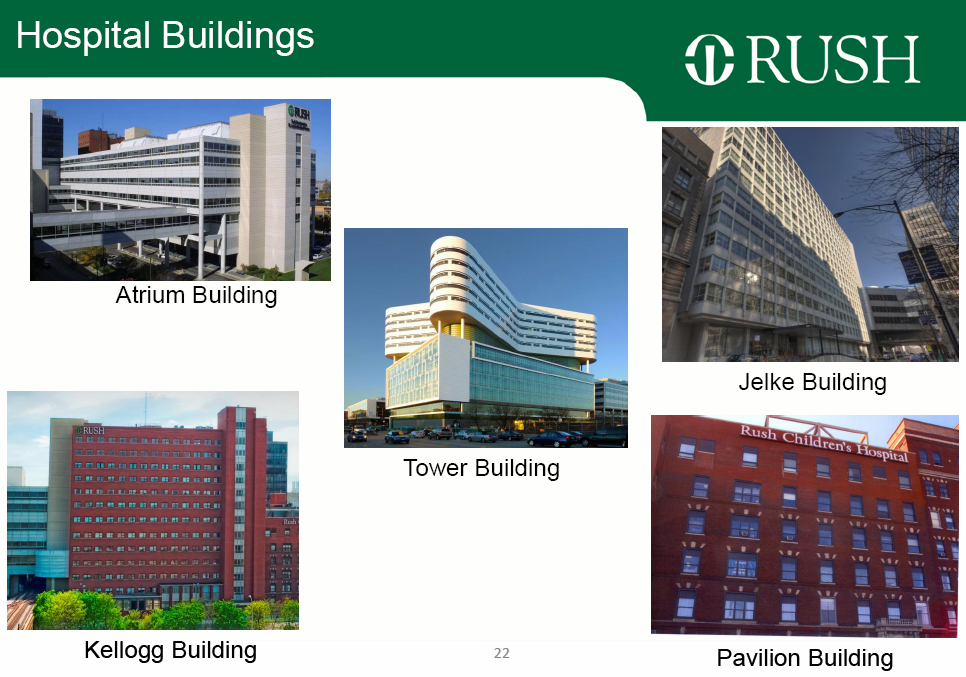 Hospital Buildings
RUSH
RUSH
Atrium Building
Jelke Building
Tower Building
RUSH
Rush
Rush Children's Hospital
Kellogg Building
22
Pavilion Building